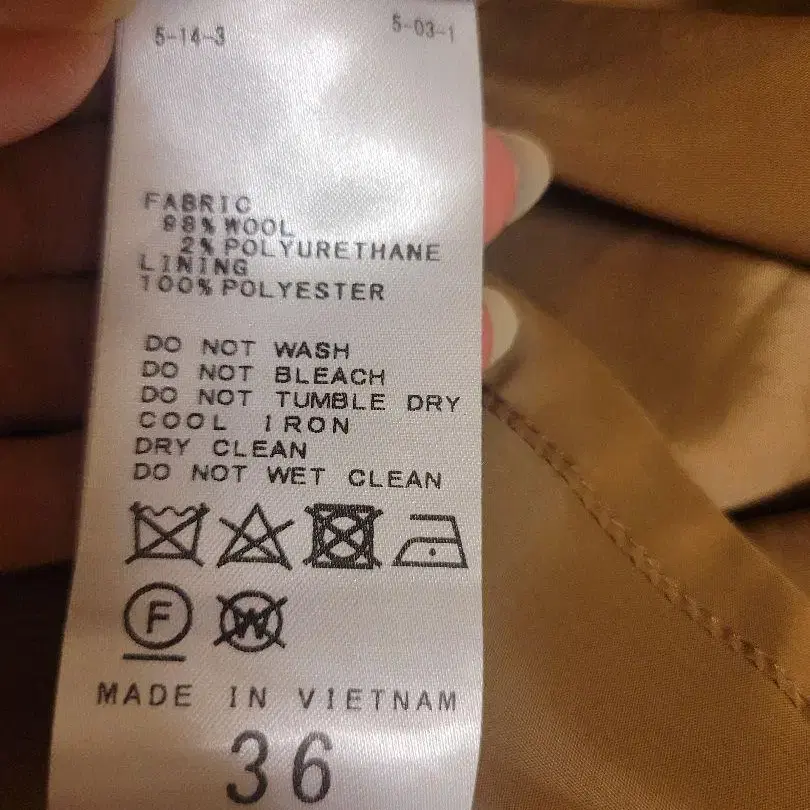 5-14-3 5-03-1
FABRIC
98% WOOL
2% POLYURETHANE
LINING
100% POLYESTER
DO NOT WASH
DO NOT BLEACH
DO NOT TUMBLE DRY
COOL IRON
DRY CLEAN
DO NOT WET CLEAN
F W
MADE IN VIETNAM
36